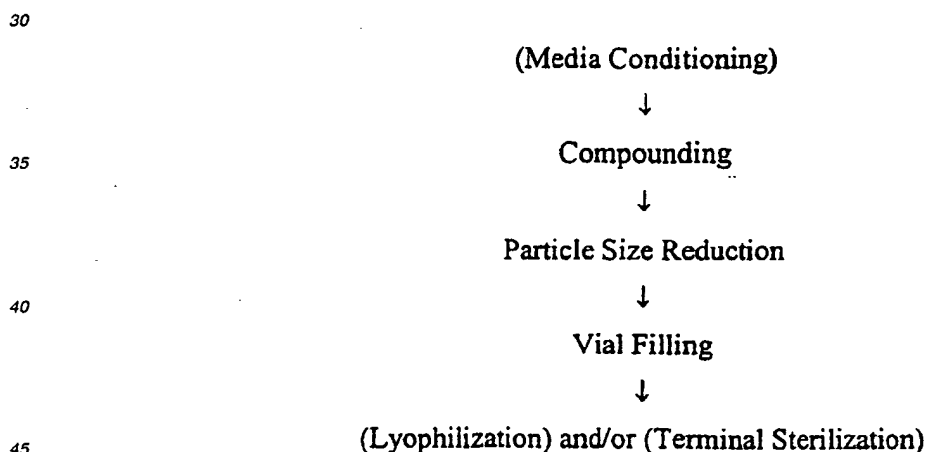 30
(Media Conditioning)
↓
Compounding
35
↓
Particle Size Reduction
↓
40
Vial Filling
↓
(Lyophilization) and/or (Terminal Sterilization)
45